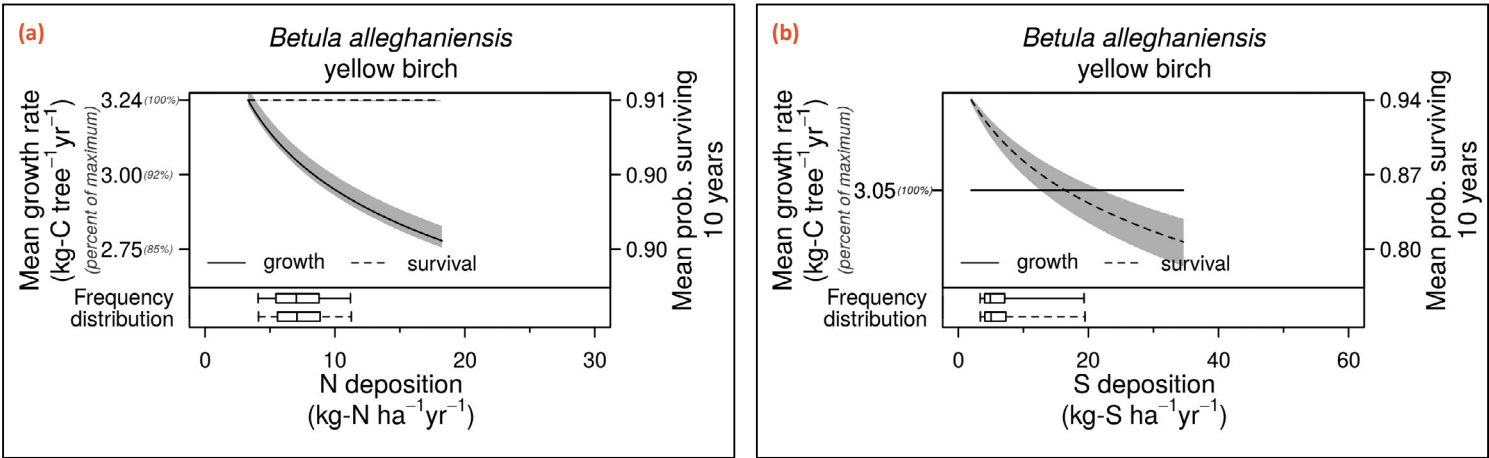 (a)
Betula alleghaniensis
yellow birch
Mean growth rate
(kg-C tree⁻¹yr⁻¹)
(percent of maximum)
3.24 (100%)
3.00 (92%)
2.75 (85%)
0.91
0.90
0.90
Mean prob. surviving
10 years
growth
survival
Frequency
distribution
0 10 20 30
N deposition
(kg-N ha⁻¹yr⁻¹)
(b)
Betula alleghaniensis
yellow birch
Mean growth rate
(kg-C tree⁻¹yr⁻¹)
(percent of maximum)
3.05 (100%)
0.94
0.87
0.80
Mean prob. surviving
10 years
growth
survival
Frequency
distribution
0 20 40 60
S deposition
(kg-S ha⁻¹yr⁻¹)